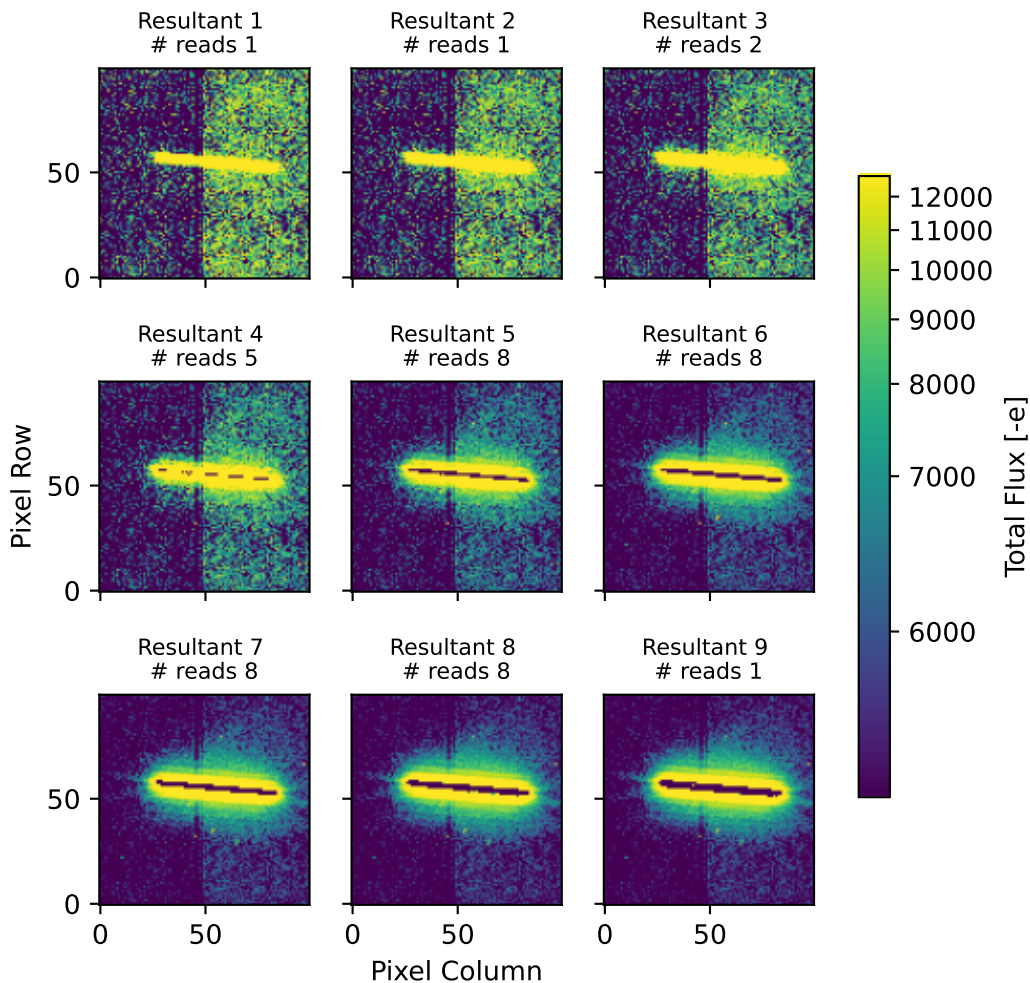 Resultant 1
# reads 1
Resultant 2
# reads 1
Resultant 3
# reads 2
50
0
Resultant 4
# reads 5
Resultant 5
# reads 8
Resultant 6
# reads 8
50
0
Pixel Row
Resultant 7
# reads 8
Resultant 8
# reads 8
Resultant 9
# reads 1
50
0
0 50
0 50
0 50
Pixel Column
12000
11000
10000
9000
8000
7000
6000
Total Flux [-e]